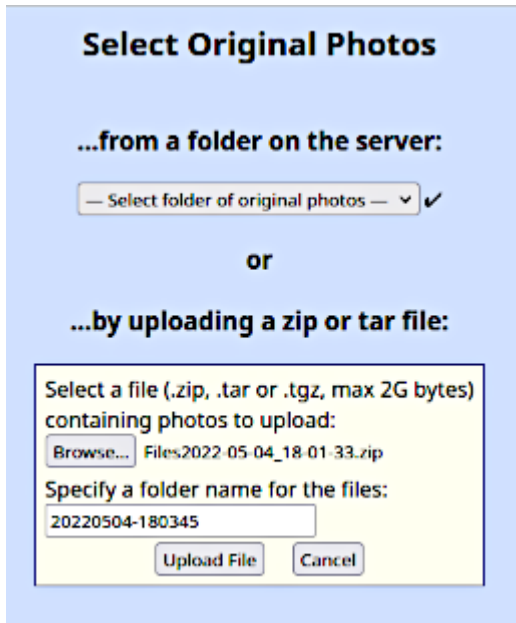 Select Original Photos
...from a folder on the server:
— Select folder of original photos — ✔
or
...by uploading a zip or tar file:
Select a file (.zip, .tar or .tgz, max 2G bytes)
containing photos to upload:
Browse... Files2022-05-04_18-01-33.zip
Specify a folder name for the files:
20220504-180345
Upload File Cancel